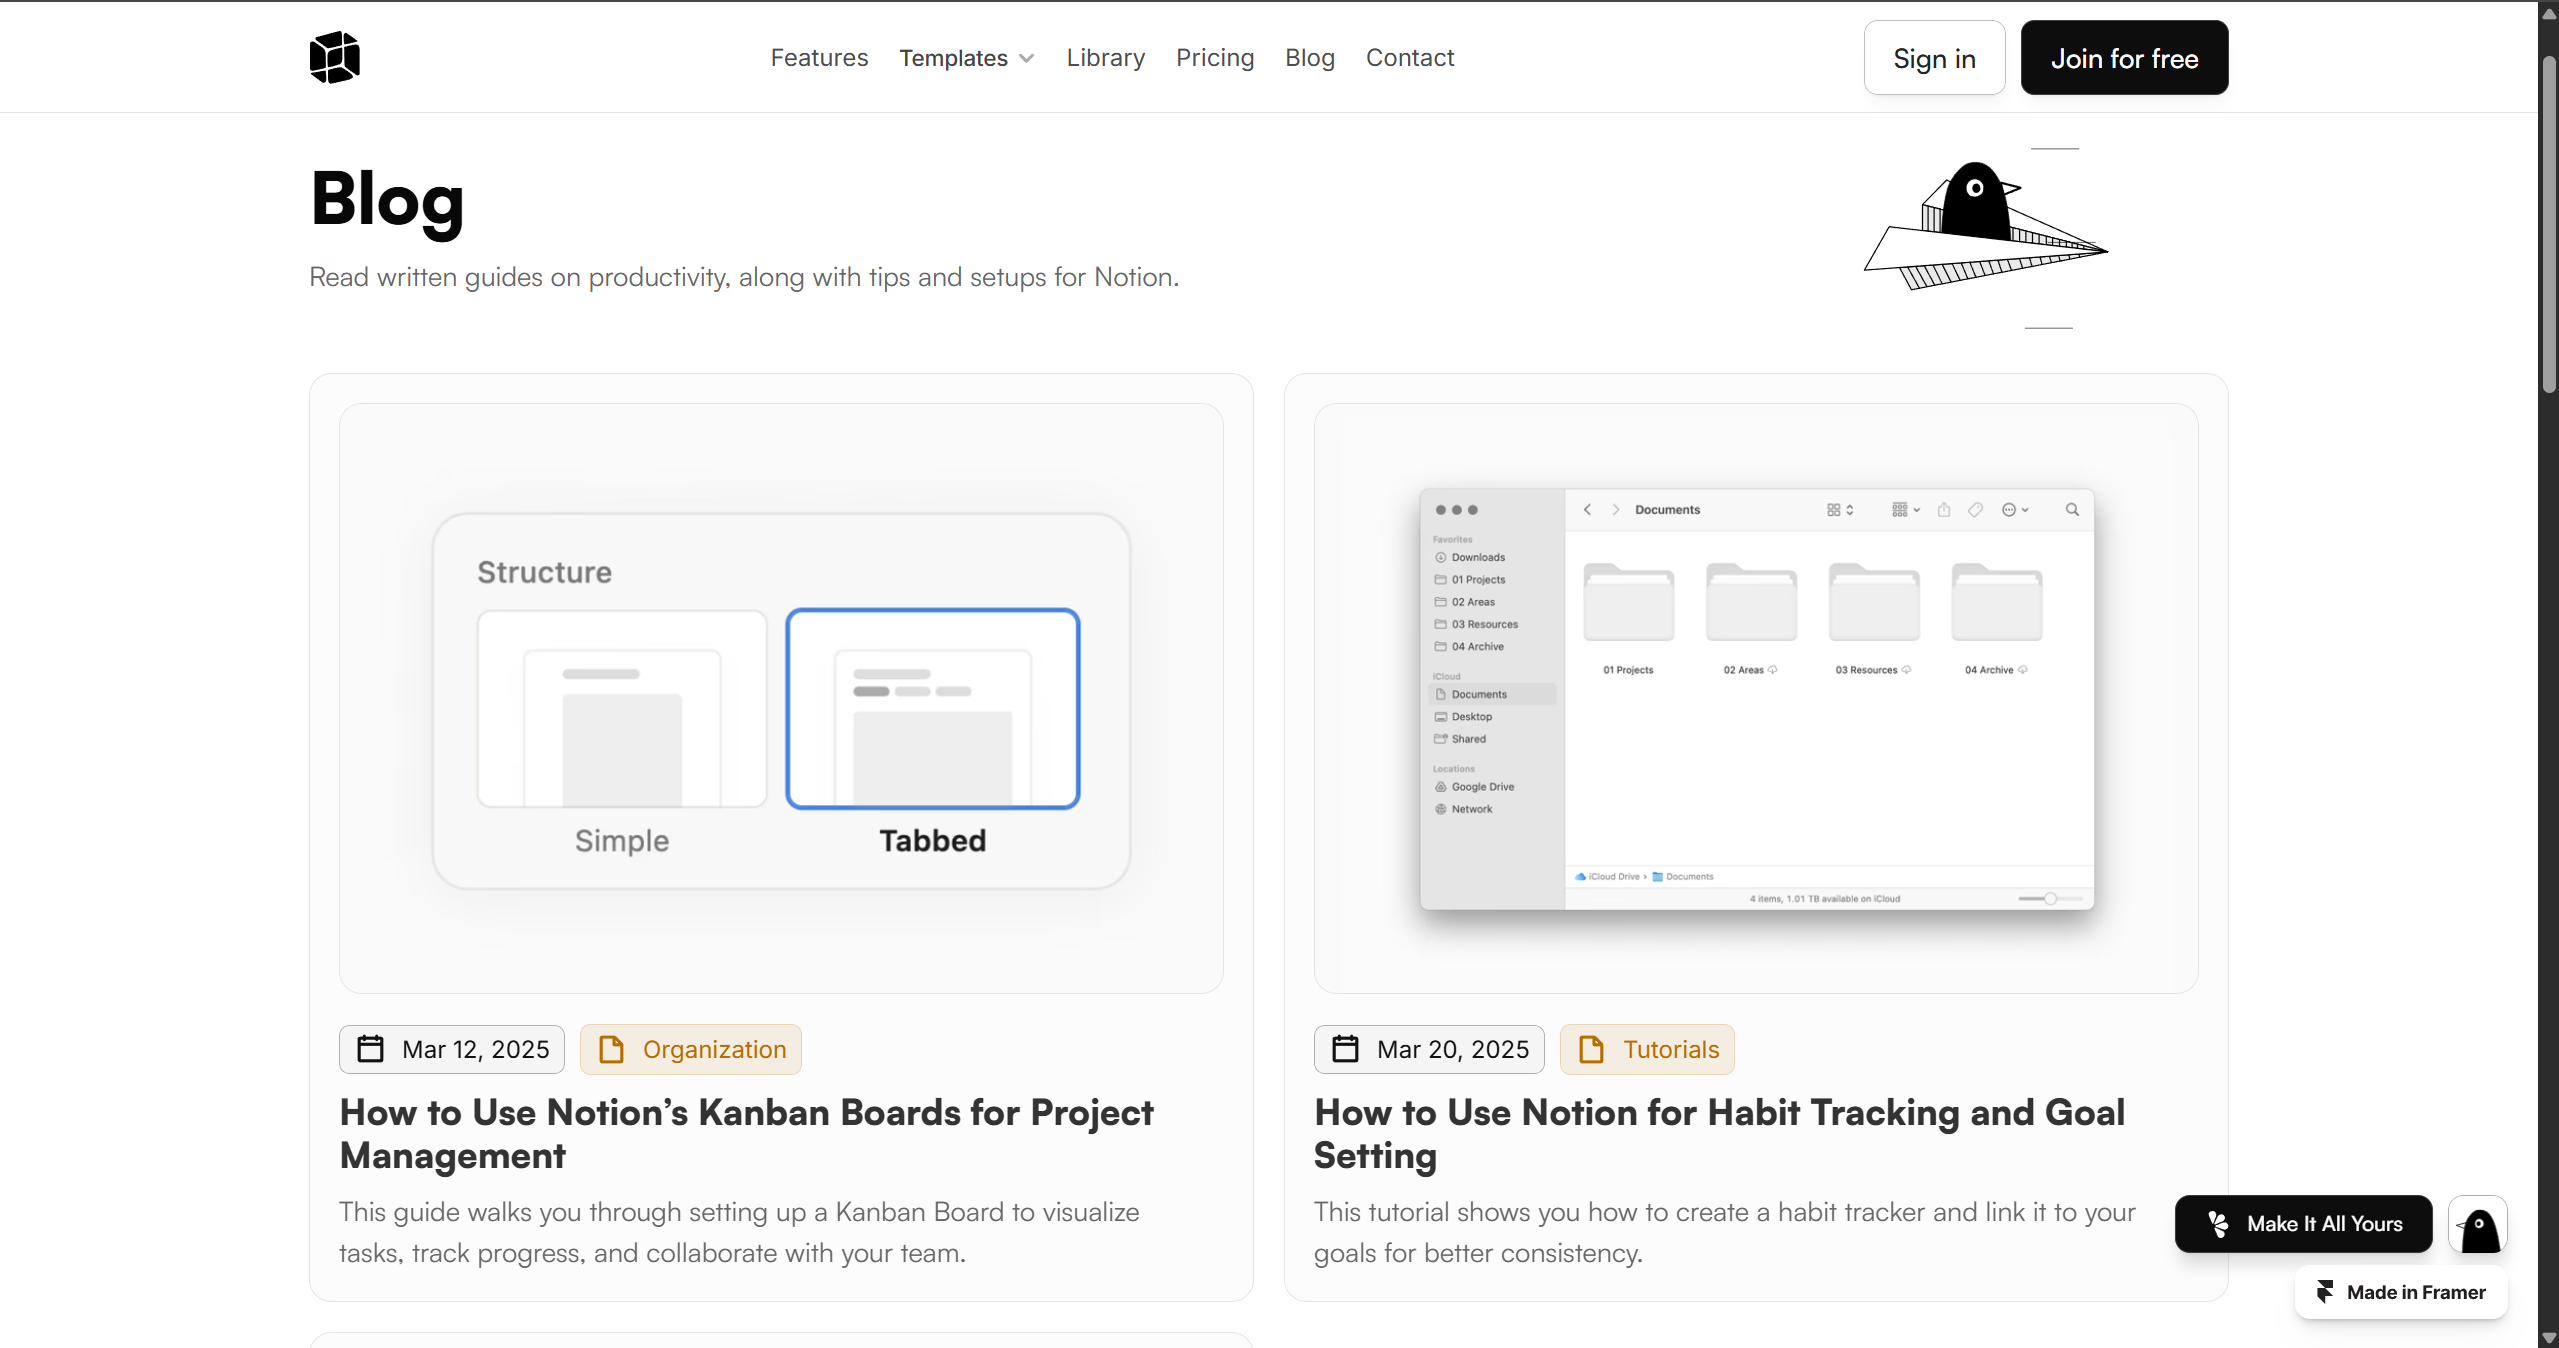 Features
Templates
Library
Pricing
Blog
Contact
Sign in
Join for free
Blog
Read written guides on productivity, along with tips and setups for Notion.
Structure
Simple
Tabbed
Documents
Favorites
Downloads
01 Projects
02 Areas
03 Resources
04 Archive
iCloud
Documents
Desktop
Shared
Locations
Google Drive
Network
01 Projects
02 Areas
03 Resources
04 Archive
iCloud Drive › Documents
4 items, 1.01 TB available on iCloud
Mar 12, 2025
Organization
How to Use Notion’s Kanban Boards for Project
Management
This guide walks you through setting up a Kanban Board to visualize
tasks, track progress, and collaborate with your team.
Mar 20, 2025
Tutorials
How to Use Notion for Habit Tracking and Goal
Setting
This tutorial shows you how to create a habit tracker and link it to your
goals for better consistency.
Make It All Yours
Made in Framer